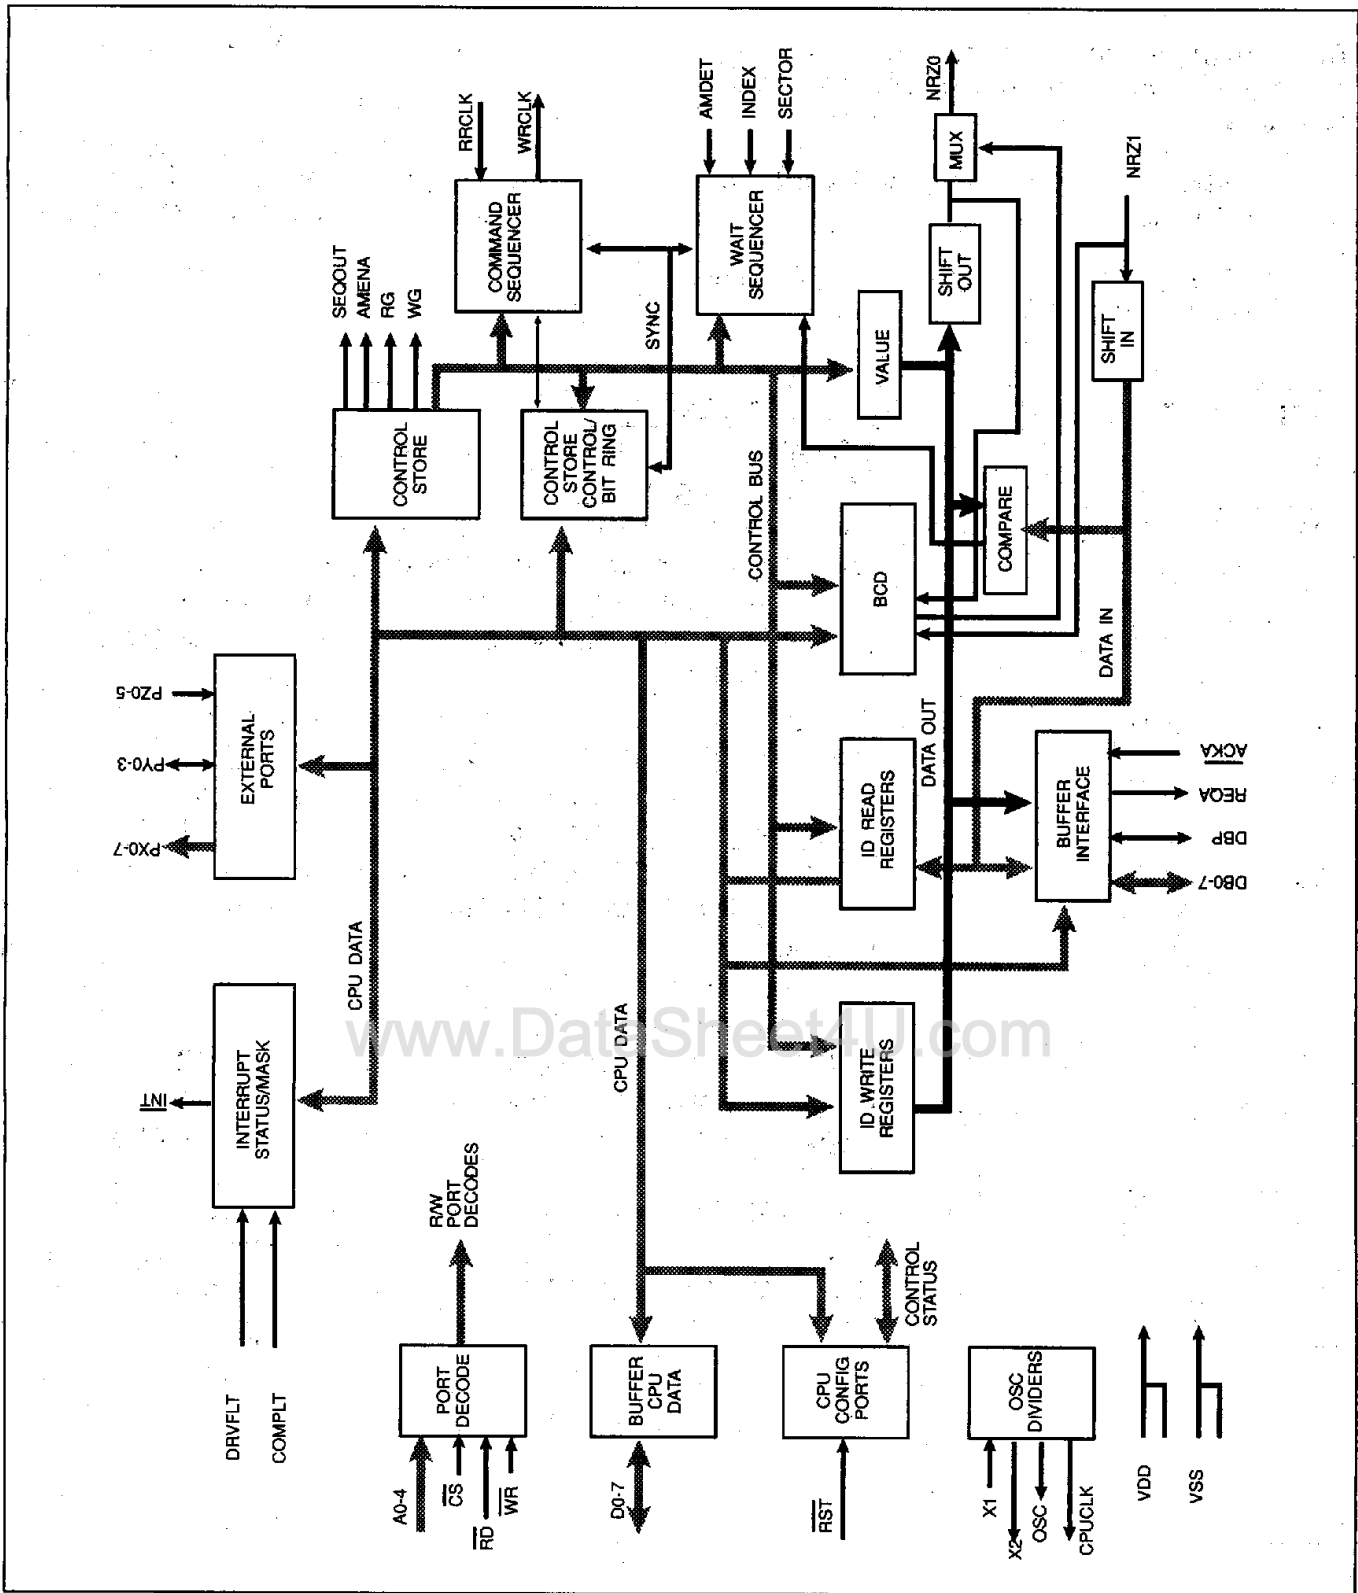 DRVFLT
COMPLT
INTERRUPT
STATUS/MASK
INT
CPU DATA
EXTERNAL
PORTS
PX0-7
PY0-3
PZ0-5
CONTROL
STORE
SEQOUT
AMENA
RG
WG
A0-4
CS
RD
WR
PORT
DECODE
R/W
PORT
DECODES
CONTROL
STORE
CONTROL/
BIT RING
COMMAND
SEQUENCER
RRCLK
WRCLK
D0-7
BUFFER
CPU
DATA
CPU DATA
SYNC
WAIT
SEQUENCER
AMDET
INDEX
SECTOR
RST
CPU
CONFIG
PORTS
CONTROL
STATUS
CONTROL BUS
ID WRITE
REGISTERS
ID READ
REGISTERS
BCD
VALUE
DATA OUT
SHIFT
OUT
MUX
NRZ0
COMPARE
X1
X2
OSC
CPUCLK
OSC
DIVIDERS
BUFFER
INTERFACE
DB0-7
DBP
REQA
ACKA
DATA IN
SHIFT
IN
NRZ1
VDD
VSS
www.DataSheet4U.com